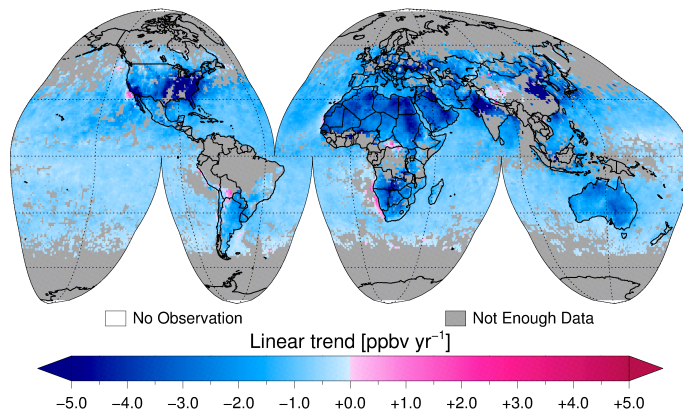 No Observation
Not Enough Data
Linear trend [ppbv yr⁻¹]
−5.0 −4.0 −3.0 −2.0 −1.0 +0.0 +1.0 +2.0 +3.0 +4.0 +5.0